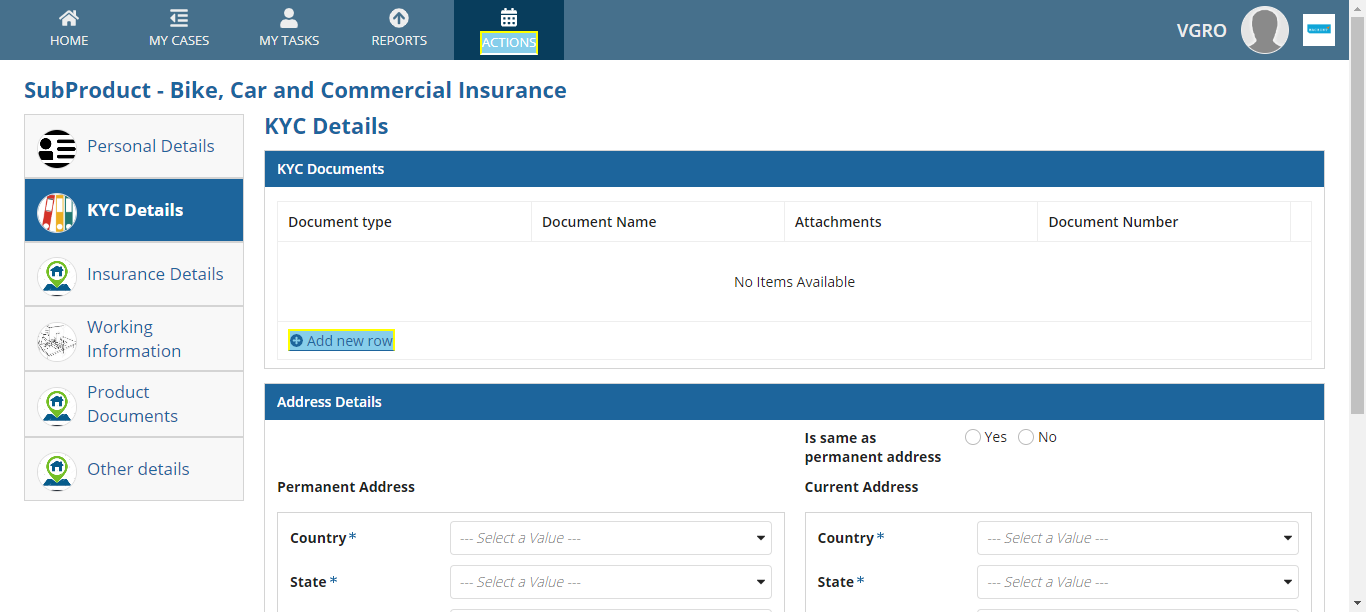 HOME
MY CASES
MY TASKS
REPORTS
ACTIONS
VGRO
SubProduct - Bike, Car and Commercial Insurance
Personal Details
KYC Details
Insurance Details
Working
Information
Product
Documents
Other details
KYC Details
KYC Documents
Document type
Document Name
Attachments
Document Number
No Items Available
Add new row
Address Details
Is same as
permanent address
Yes
No
Permanent Address
Current Address
Country*
--- Select a Value ---
State*
--- Select a Value ---
Country*
--- Select a Value ---
State*
--- Select a Value ---